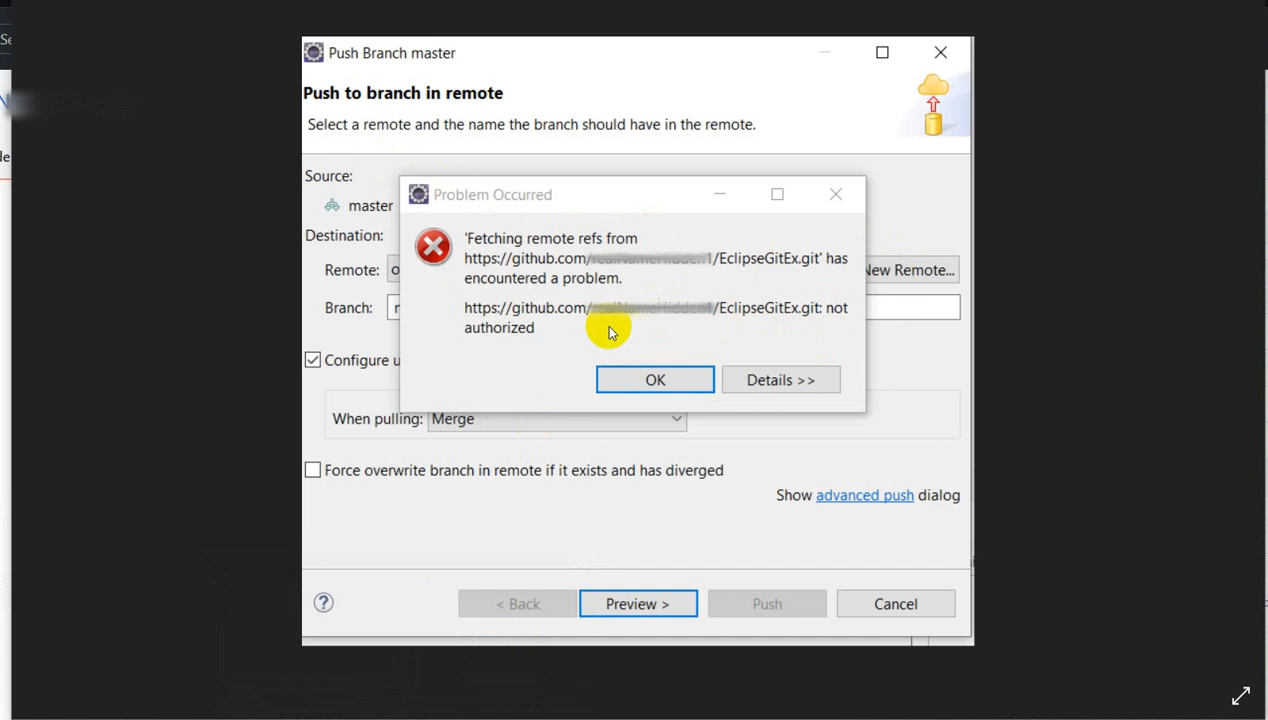 Push Branch master
Push to branch in remote
Select a remote and the name the branch should have in the remote.
Source:
master
Destination:
Remote:
New Remote...
Branch:
Problem Occurred
'Fetching remote refs from
https://github.com/ /EclipseGitEx.git' has
encountered a problem.
https://github.com/ /EclipseGitEx.git: not
authorized
OK
Details >>
Configure u
When pulling: Merge
Force overwrite branch in remote if it exists and has diverged
Show advanced push dialog
?
< Back
Preview >
Push
Cancel